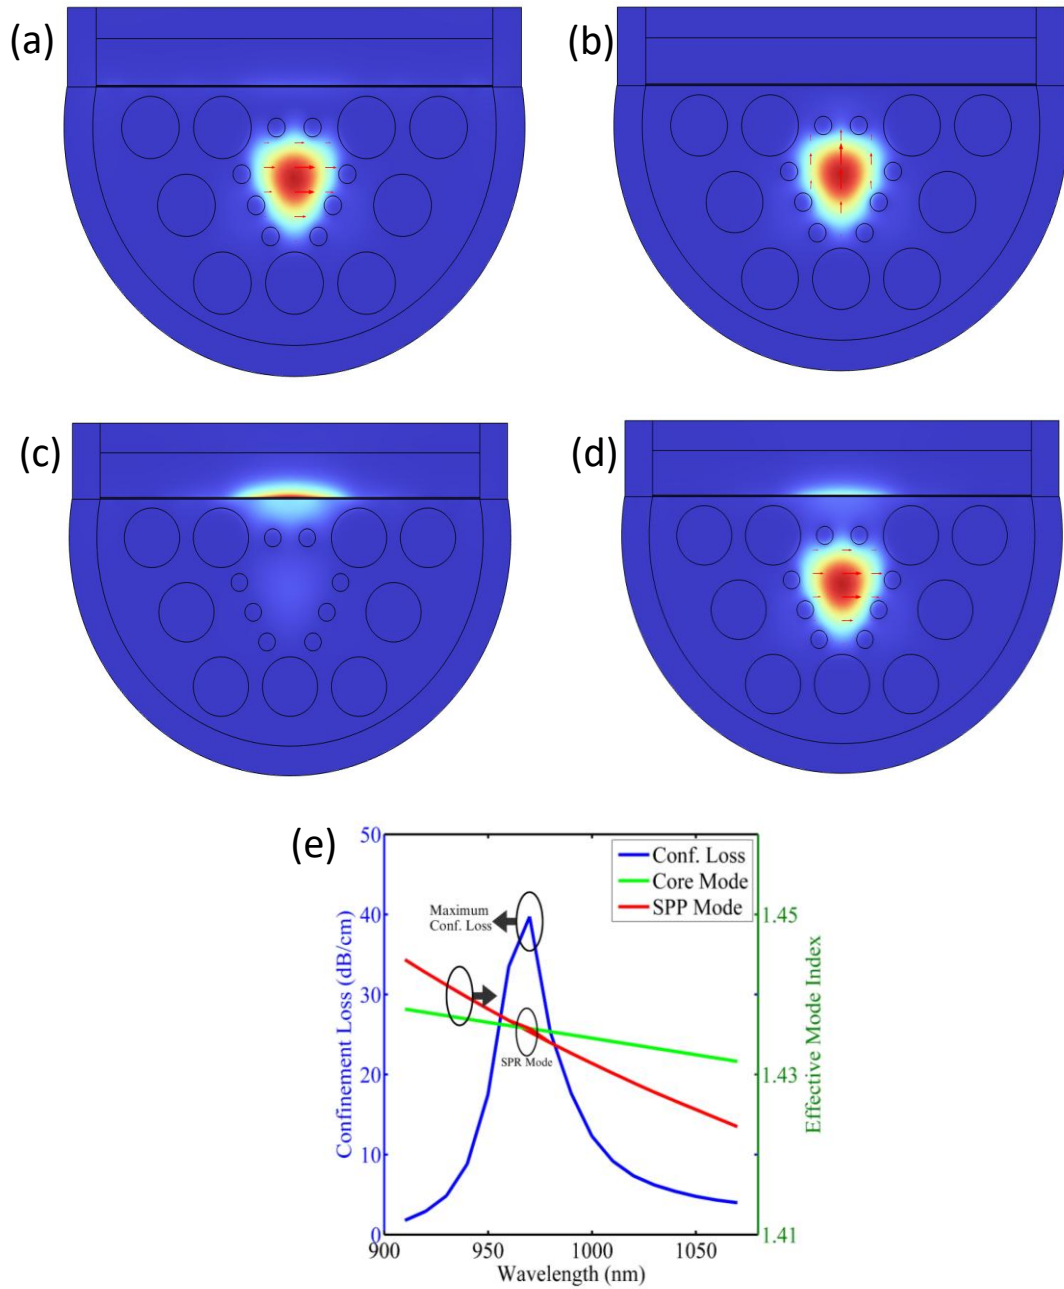 (a)
(b)
(c)
(d)
(e)
50
40
30
20
10
0
Confinement Loss (dB/cm)
Conf. Loss
Core Mode
SPP Mode
Maximum
Conf. Loss
SPR Mode
1.45
1.43
1.41
Effective Mode Index
900
950
1000
1050
Wavelength (nm)